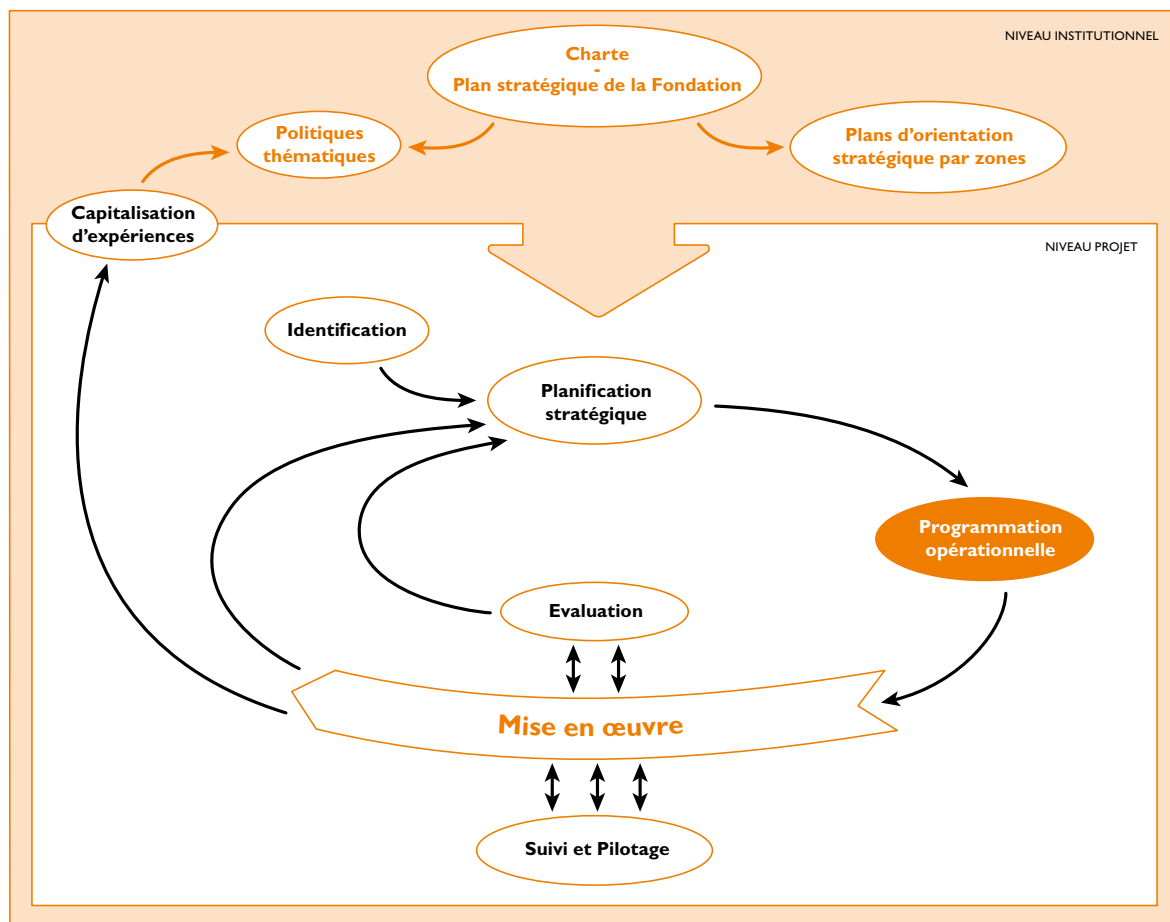 NIVEAU INSTITUTIONNEL
Charte
-
Plan stratégique de la Fondation
Politiques
thématiques
Plans d'orientation
stratégique par zones
Capitalisation
d'expériences
NIVEAU PROJET
Identification
Planification
stratégique
Programmation
opérationnelle
Evaluation
Mise en œuvre
Suivi et Pilotage